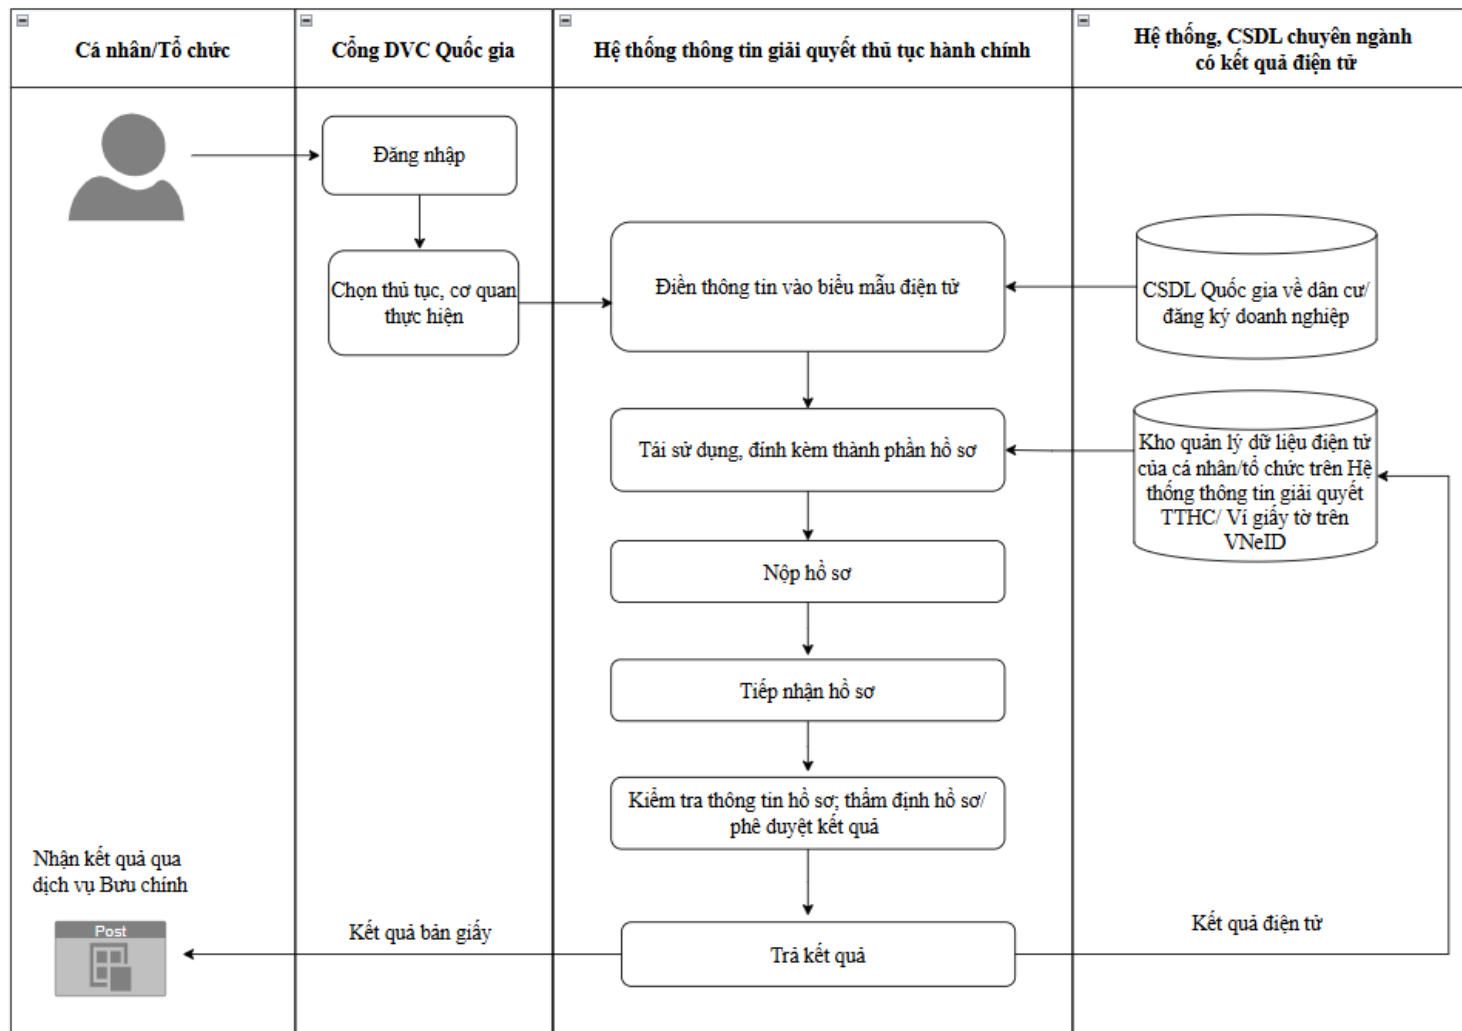 Cá nhân/Tổ chức
Cổng DVC Quốc gia
Hệ thống thông tin giải quyết thủ tục hành chính
Hệ thống, CSDL chuyên ngành
có kết quả điện tử
Đăng nhập
Chọn thủ tục, cơ quan
thực hiện
Điền thông tin vào biểu mẫu điện tử
CSDL Quốc gia về dân cư/
đăng ký doanh nghiệp
Tái sử dụng, đính kèm thành phần hồ sơ
Kho quản lý dữ liệu điện tử
của cá nhân/tổ chức trên Hệ
thống thông tin giải quyết
TTHC/ Ví giấy tờ trên
VNeID
Nộp hồ sơ
Tiếp nhận hồ sơ
Kiểm tra thông tin hồ sơ; thẩm định hồ sơ/
phê duyệt kết quả
Nhận kết quả qua
dịch vụ Bưu chính
Post
Kết quả bản giấy
Trả kết quả
Kết quả điện tử